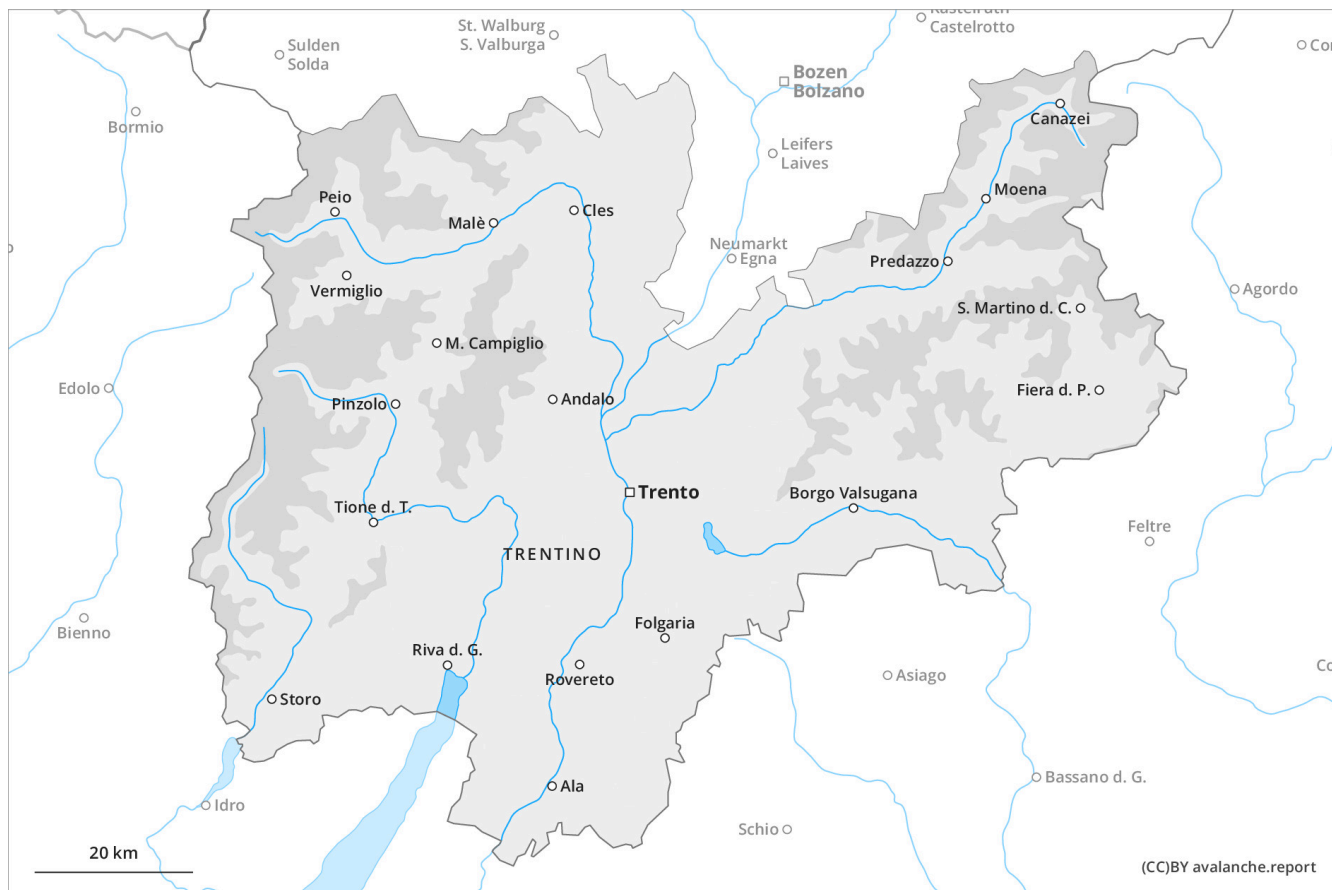 Castelrotto
St. Walburg
S. Valburga
Sulden
Solda
Bozen
Bolzano
Bormio
Canazei
Leifers
Laives
Peio
Moena
Malè
Cles
Neumarkt
Egna
Predazzo
Vermiglio
Agordo
S. Martino d. C.
M. Campiglio
Edolo
Fiera d. P.
Pinzolo
Andalo
Trento
Borgo Valsugana
Tione d. T.
Feltre
TRENTINO
Bienno
Folgaria
Riva d. G.
Rovereto
Asiago
Storo
Bassano d. G.
Ala
Idro
Schio
20 km
(CC)BY avalanche.report